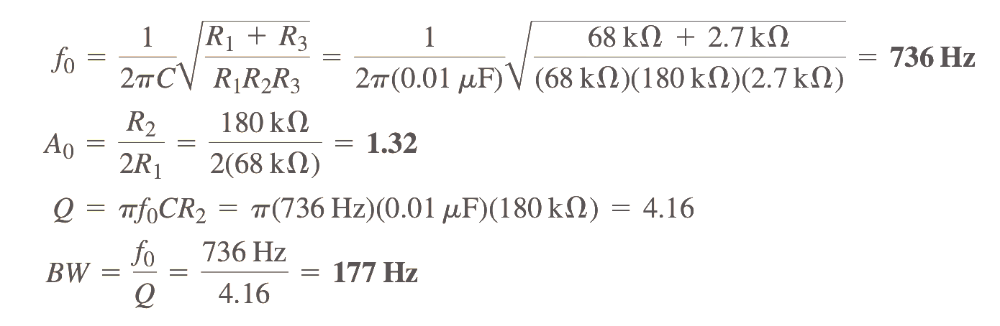 f₀ = 1/(2πC) √((R₁ + R₃)/(R₁R₂R₃)) = 1/(2π(0.01 μF)) √((68 kΩ + 2.7 kΩ)/((68 kΩ)(180 kΩ)(2.7 kΩ))) = 736 Hz
A₀ = R₂/(2R₁) = 180 kΩ/(2(68 kΩ)) = 1.32
Q = πf₀CR₂ = π(736 Hz)(0.01 μF)(180 kΩ) = 4.16
BW = f₀/Q = 736 Hz/4.16 = 177 Hz